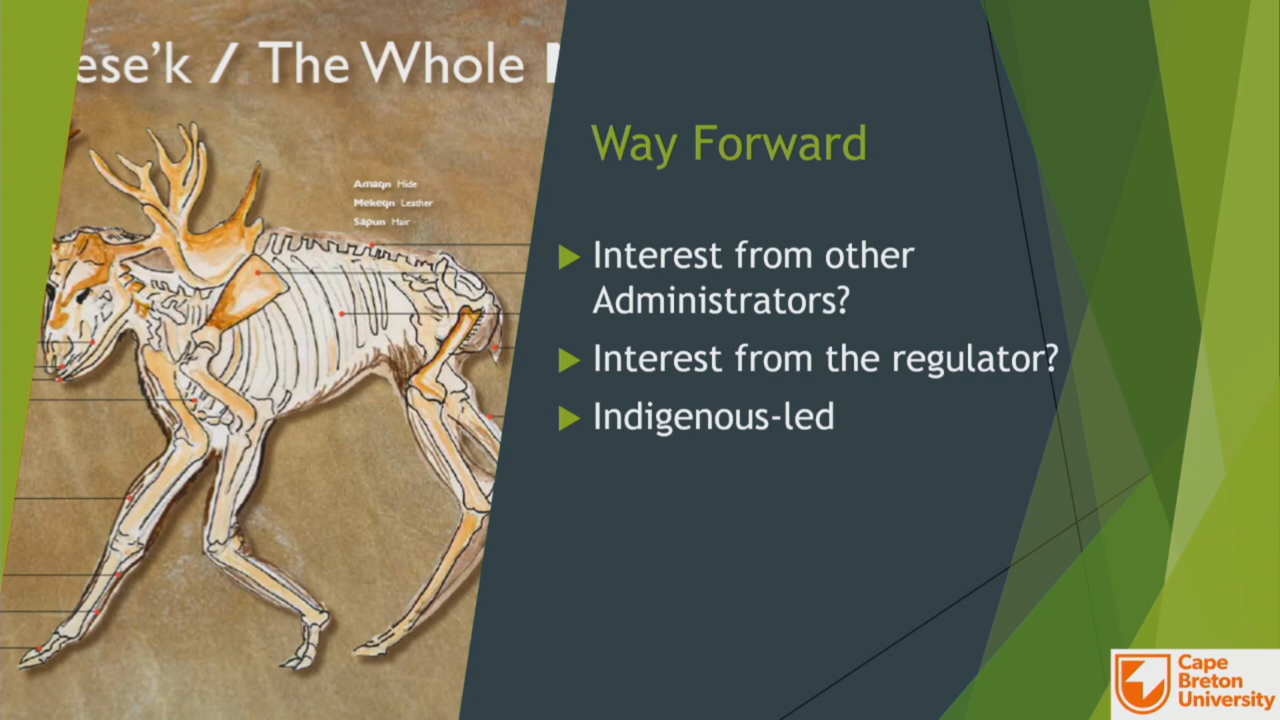 ese’k / The Whole
Amaqn Hide
Mekeqn Leather
Sapun Hair
Way Forward
Interest from other
Administrators?
Interest from the regulator?
Indigenous-led
Cape
Breton
University